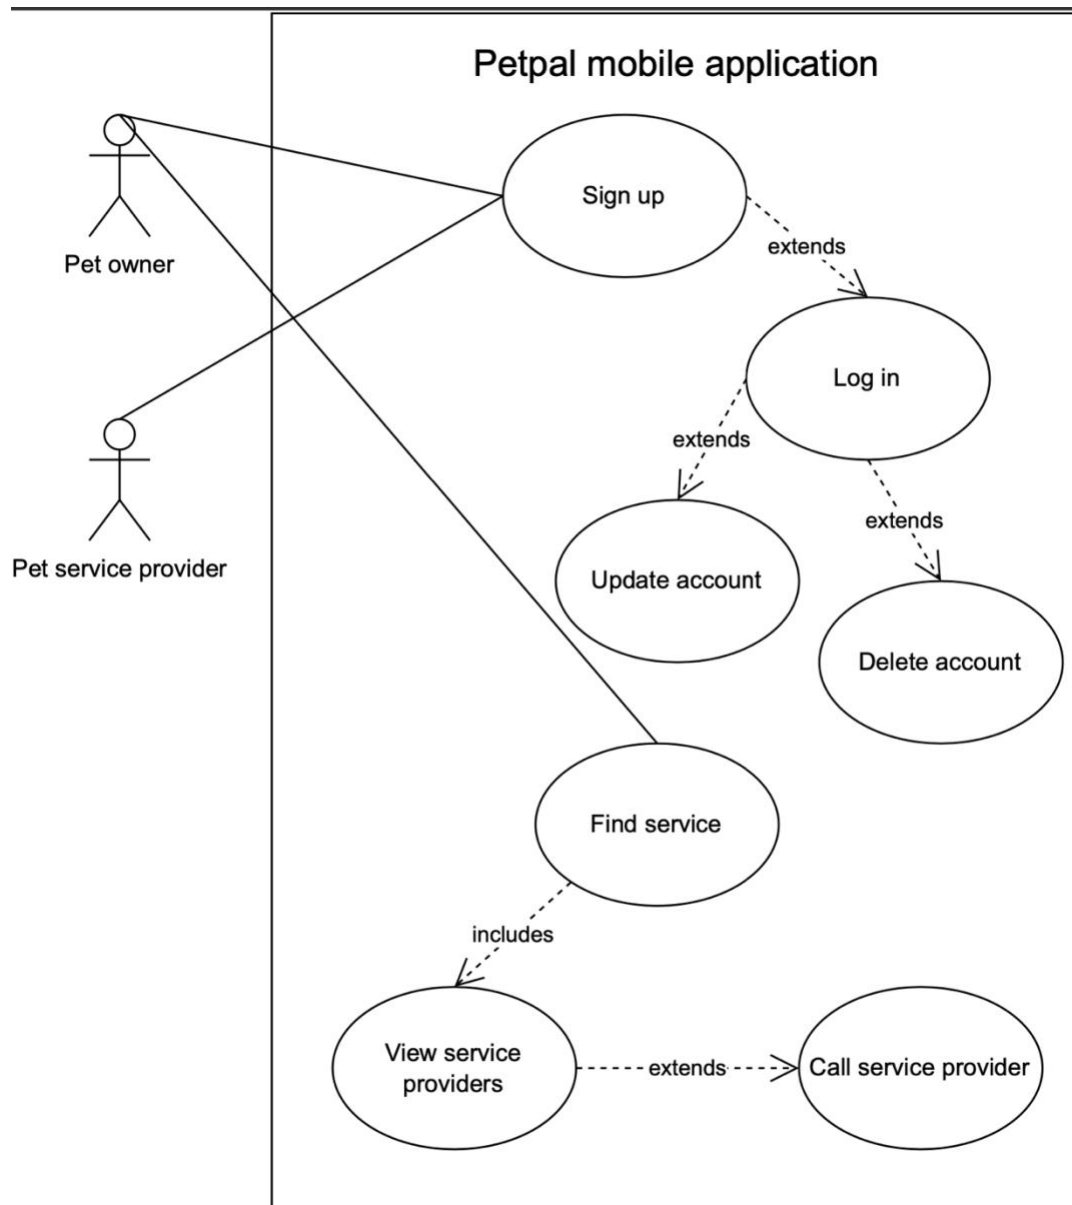 Petpal mobile application
Sign up
Pet owner
extends
Log in
extends
extends
Pet service provider
Update account
Delete account
Find service
includes
View service
providers
extends
Call service provider